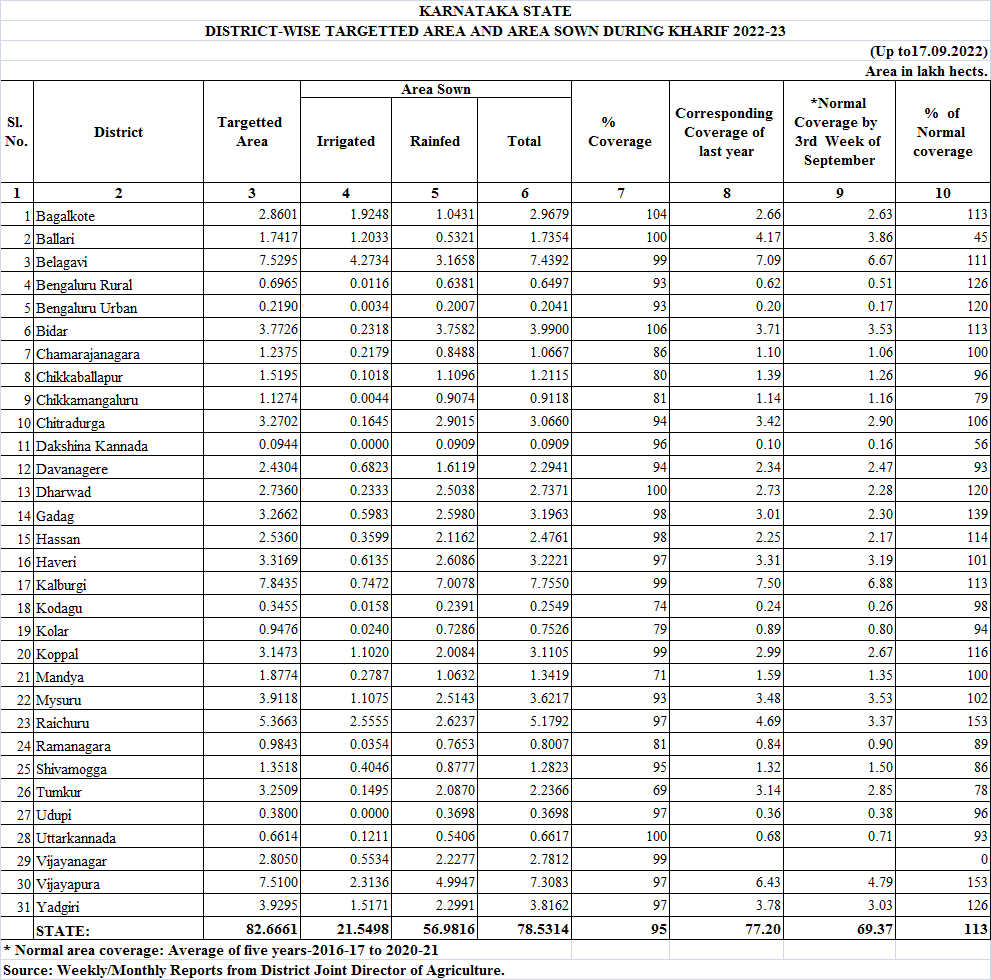 KARNATAKA STATE
DISTRICT-WISE TARGETTED AREA AND AREA SOWN DURING KHARIF 2022-23
(Up to17.09.2022)
Area in lakh hects.
Sl. No. District Targetted Area Area Sown % Coverage Corresponding Coverage of last year *Normal Coverage by 3rd Week of September % of Normal coverage
Irrigated Rainfed Total
1 2 3 4 5 6 7 8 9 10
1 Bagalkote 2.8601 1.9248 1.0431 2.9679 104 2.66 2.63 113
2 Ballari 1.7417 1.2033 0.5321 1.7354 100 4.17 3.86 45
3 Belagavi 7.5295 4.2734 3.1658 7.4392 99 7.09 6.67 111
4 Bengaluru Rural 0.6965 0.0116 0.6381 0.6497 93 0.62 0.51 126
5 Bengaluru Urban 0.2190 0.0034 0.2007 0.2041 93 0.20 0.17 120
6 Bidar 3.7726 0.2318 3.7582 3.9900 106 3.71 3.53 113
7 Chamarajanagara 1.2375 0.2179 0.8488 1.0667 86 1.10 1.06 100
8 Chikkaballapur 1.5195 0.1018 1.1096 1.2115 80 1.39 1.26 96
9 Chikkamangaluru 1.1274 0.0044 0.9074 0.9118 81 1.14 1.16 79
10 Chitradurga 3.2702 0.1645 2.9015 3.0660 94 3.42 2.90 106
11 Dakshina Kannada 0.0944 0.0000 0.0909 0.0909 96 0.10 0.16 56
12 Davanagere 2.4304 0.6823 1.6119 2.2941 94 2.34 2.47 93
13 Dharwad 2.7360 0.2333 2.5038 2.7371 100 2.73 2.28 120
14 Gadag 3.2662 0.5983 2.5980 3.1963 98 3.01 2.30 139
15 Hassan 2.5360 0.3599 2.1162 2.4761 98 2.25 2.17 114
16 Haveri 3.3169 0.6135 2.6086 3.2221 97 3.31 3.19 101
17 Kalburgi 7.8435 0.7472 7.0078 7.7550 99 7.50 6.88 113
18 Kodagu 0.3455 0.0158 0.2391 0.2549 74 0.24 0.26 98
19 Kolar 0.9476 0.0240 0.7286 0.7526 79 0.89 0.80 94
20 Koppal 3.1473 1.1020 2.0084 3.1105 99 2.99 2.67 116
21 Mandya 1.8774 0.2787 1.0632 1.3419 71 1.59 1.35 100
22 Mysuru 3.9118 1.1075 2.5143 3.6217 93 3.48 3.53 102
23 Raichuru 5.3663 2.5555 2.6237 5.1792 97 4.69 3.37 153
24 Ramanagara 0.9843 0.0354 0.7653 0.8007 81 0.84 0.90 89
25 Shivamogga 1.3518 0.4046 0.8777 1.2823 95 1.32 1.50 86
26 Tumkur 3.2509 0.1495 2.0870 2.2366 69 3.14 2.85 78
27 Udupi 0.3800 0.0000 0.3698 0.3698 97 0.36 0.38 96
28 Uttarkannada 0.6614 0.1211 0.5406 0.6617 100 0.68 0.71 93
29 Vijayanagar 2.8050 0.5534 2.2277 2.7812 99 0
30 Vijayapura 7.5100 2.3136 4.9947 7.3083 97 6.43 4.79 153
31 Yadgiri 3.9295 1.5171 2.2991 3.8162 97 3.78 3.03 126
STATE: 82.6661 21.5498 56.9816 78.5314 95 77.20 69.37 113
* Normal area coverage: Average of five years-2016-17 to 2020-21
Source: Weekly/Monthly Reports from District Joint Director of Agriculture.